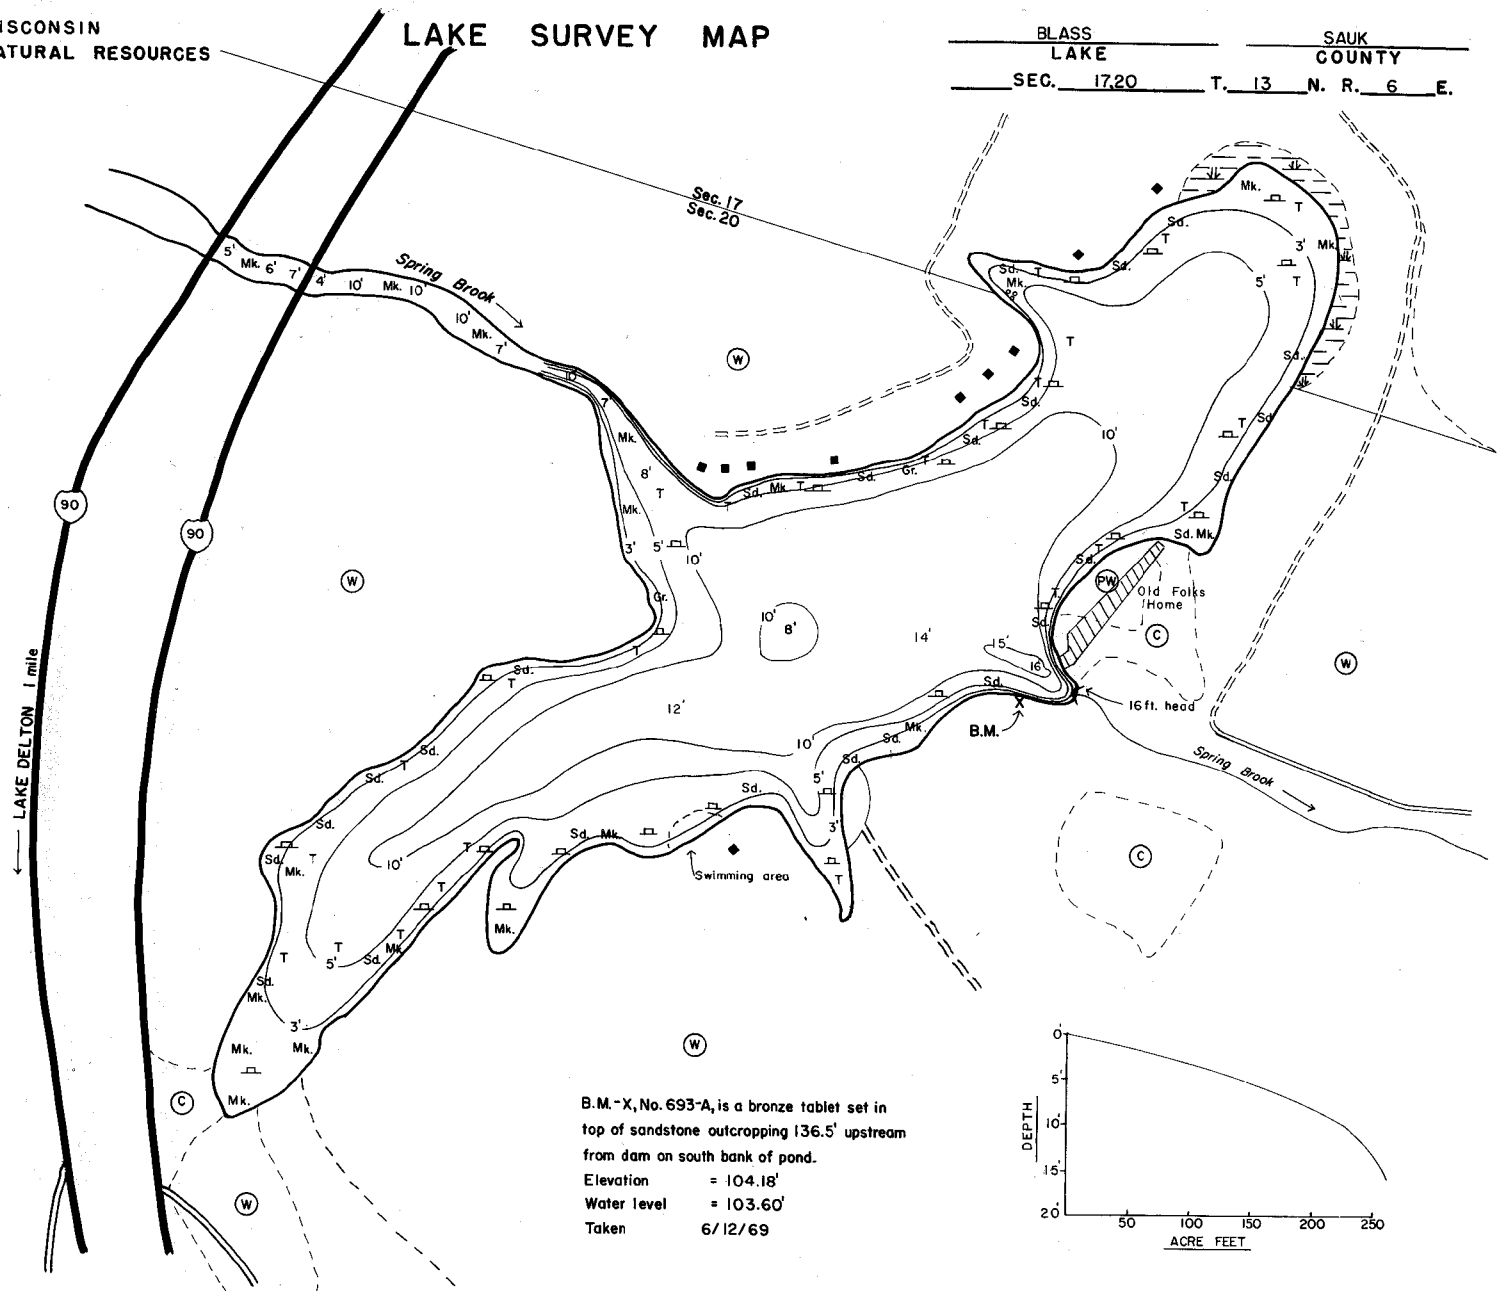 ISCONSIN
ATURAL RESOURCES
LAKE SURVEY MAP
BLASS
LAKE
SAUK
COUNTY
SEC. 17,20 T. 13 N. R. 6 E.
Sec. 17
Sec. 20
Spring Brook
5' Mk. 6' 7' 4' 10' Mk. 10'
10' Mk. 7'
10'
7'
Mk.
8'
T
Mk.
3' 5' 10'
Gr.
T
Mk. T
3' Mk.
T
5'
Sd.
T
Sd.
T
Sd.
Sd. T
Mk.
T
T
Sd.
T
Sd.
T
Gr.
Sd.
T
Mk.
Sd.
T
10'
Sd.
T
Sd.
Sd.
T
Sd. Mk.
T
Sd.
T
Sd.
W
90
90
W
PW
Old Folks
Home
C
W
10'
8'
14'
15'
16'
16 ft. head
B.M.
Spring Brook
12'
10'
5'
3'
T
Sd.
Mk.
Sd.
Sd.
Sd.
Sd.
T
Sd.
T
Sd.
Sd.
Sd.
Mk.
T
10'
T
Sd. Mk.
Swimming area
Mk.
T
T
Mk.
Sd.
T
5'
T
Sd.
Mk.
3'
Mk. Mk.
Mk.
C
C
W
W
LAKE DELTON 1 mile
B.M.-X, No. 693-A, is a bronze tablet set in
top of sandstone outcropping 136.5' upstream
from dam on south bank of pond.
Elevation = 104.18'
Water level = 103.60'
Taken 6/12/69
0'
5'
10'
15'
20'
DEPTH
50 100 150 200 250
ACRE FEET